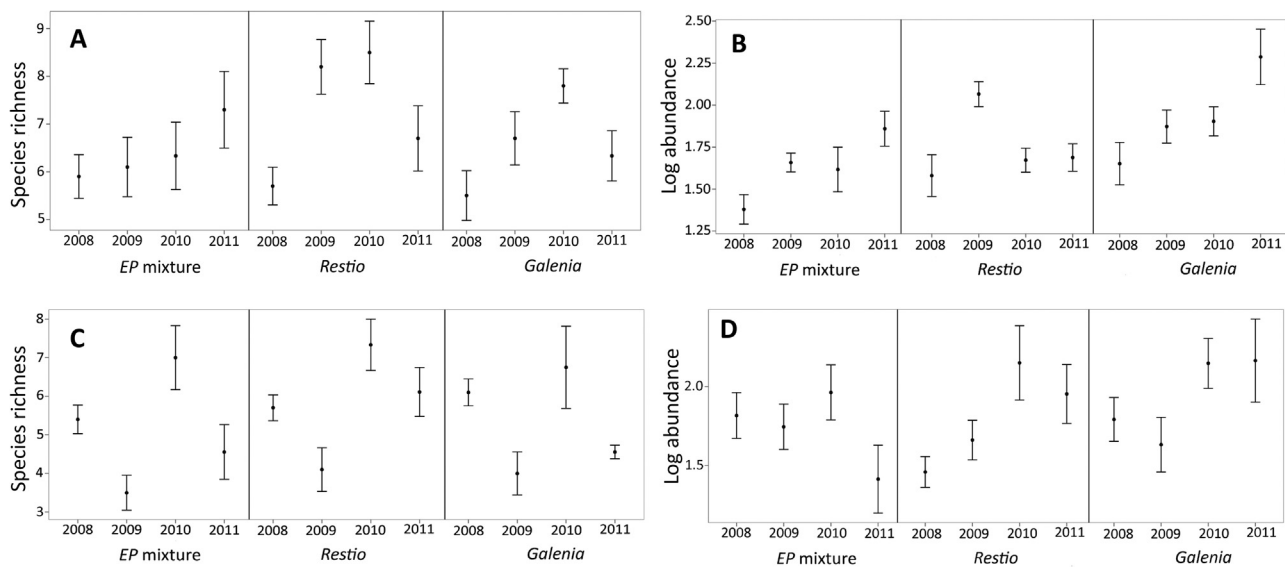 A
Species richness
9
8
7
6
5
2008 2009 2010 2011 2008 2009 2010 2011 2008 2009 2010 2011
EP mixture Restio Galenia
B
Log abundance
2.50
2.25
2.00
1.75
1.50
1.25
2008 2009 2010 2011 2008 2009 2010 2011 2008 2009 2010 2011
EP mixture Restio Galenia
C
Species richness
8
7
6
5
4
3
2008 2009 2010 2011 2008 2009 2010 2011 2008 2009 2010 2011
EP mixture Restio Galenia
D
Log abundance
2.0
1.5
2008 2009 2010 2011 2008 2009 2010 2011 2008 2009 2010 2011
EP mixture Restio Galenia